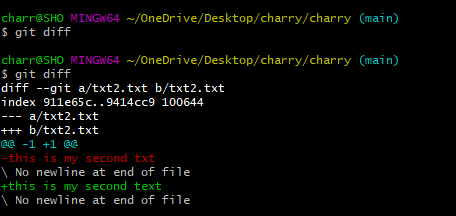 charr@SHO MINGW64 ~/OneDrive/Desktop/charry/charry (main)
$ git diff
charr@SHO MINGW64 ~/OneDrive/Desktop/charry/charry (main)
$ git diff
diff --git a/txt2.txt b/txt2.txt
index 911e65c..9414cc9 100644
--- a/txt2.txt
+++ b/txt2.txt
@@ -1 +1 @@
-this is my second txt
\ No newline at end of file
+this is my second text
\ No newline at end of file